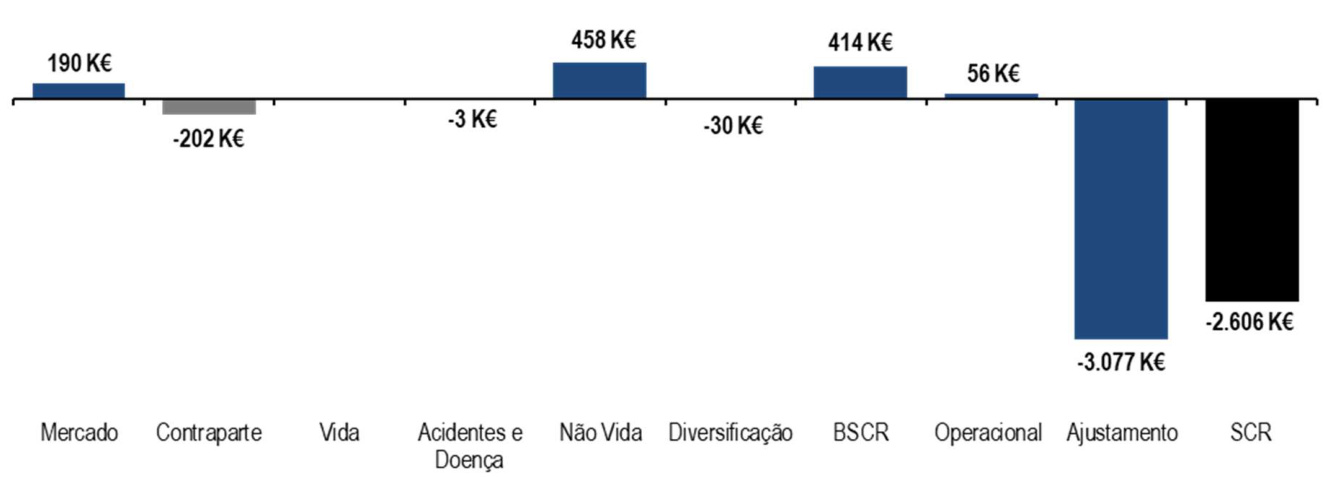 190 K€
-202 K€
-3 K€
458 K€
-30 K€
414 K€
56 K€
-3.077 K€
-2.606 K€
Mercado
Contraparte
Vida
Acidentes e
Doença
Não Vida
Diversificação
BSCR
Operacional
Ajustamento
SCR